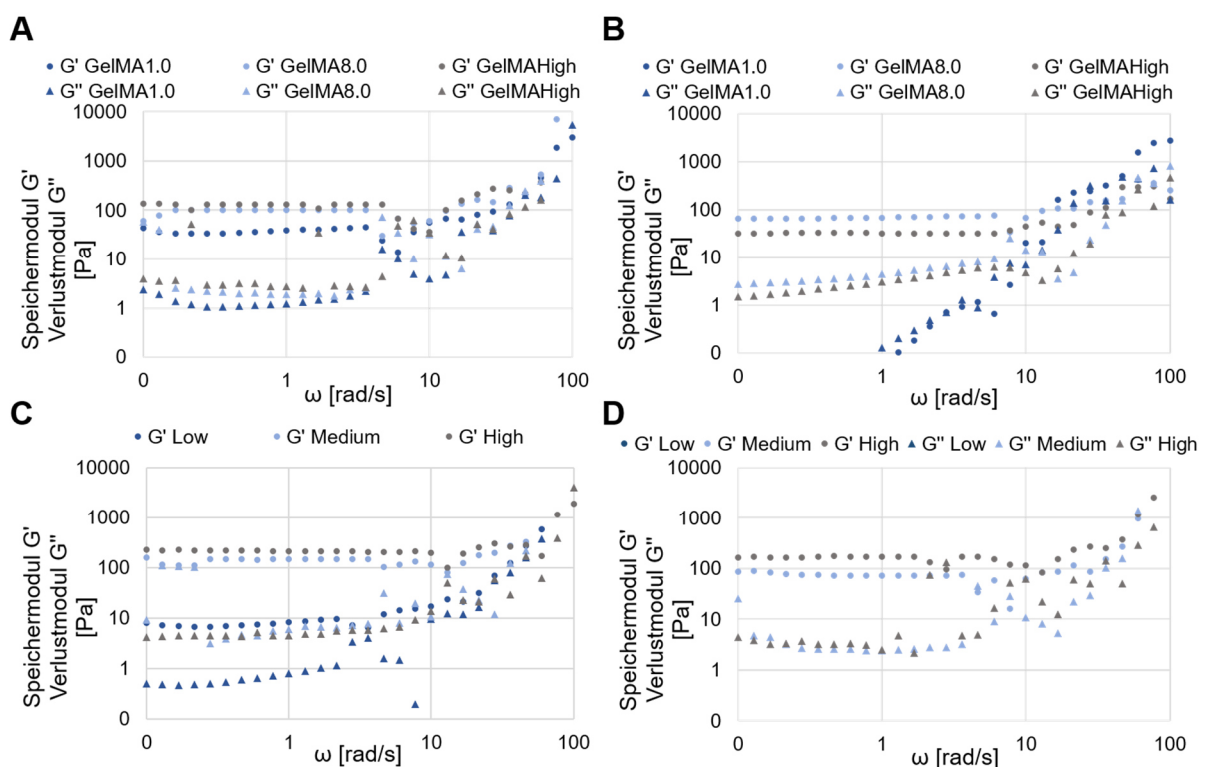 A
G' GelMA1.0 G' GelMA8.0 G' GelMAHigh
G'' GelMA1.0 G'' GelMA8.0 G'' GelMAHigh
Speichermodul G'
Verlustmodul G''
[Pa]
10000
1000
100
10
1
0
0 1 10 100
ω [rad/s]
B
G' GelMA1.0 G' GelMA8.0 G' GelMAHigh
G'' GelMA1.0 G'' GelMA8.0 G'' GelMAHigh
Speichermodul G'
Verlustmodul G''
[Pa]
10000
1000
100
10
1
0
0 1 10 100
ω [rad/s]
C
G' Low G' Medium G' High
Speichermodul G'
Verlustmodul G''
[Pa]
10000
1000
100
10
1
0
0 1 10 100
ω [rad/s]
D
G' Low G' Medium G' High G'' Low G'' Medium G'' High
Speichermodul G'
Verlustmodul G''
[Pa]
10000
1000
100
10
1
0
0 1 10 100
ω [rad/s]